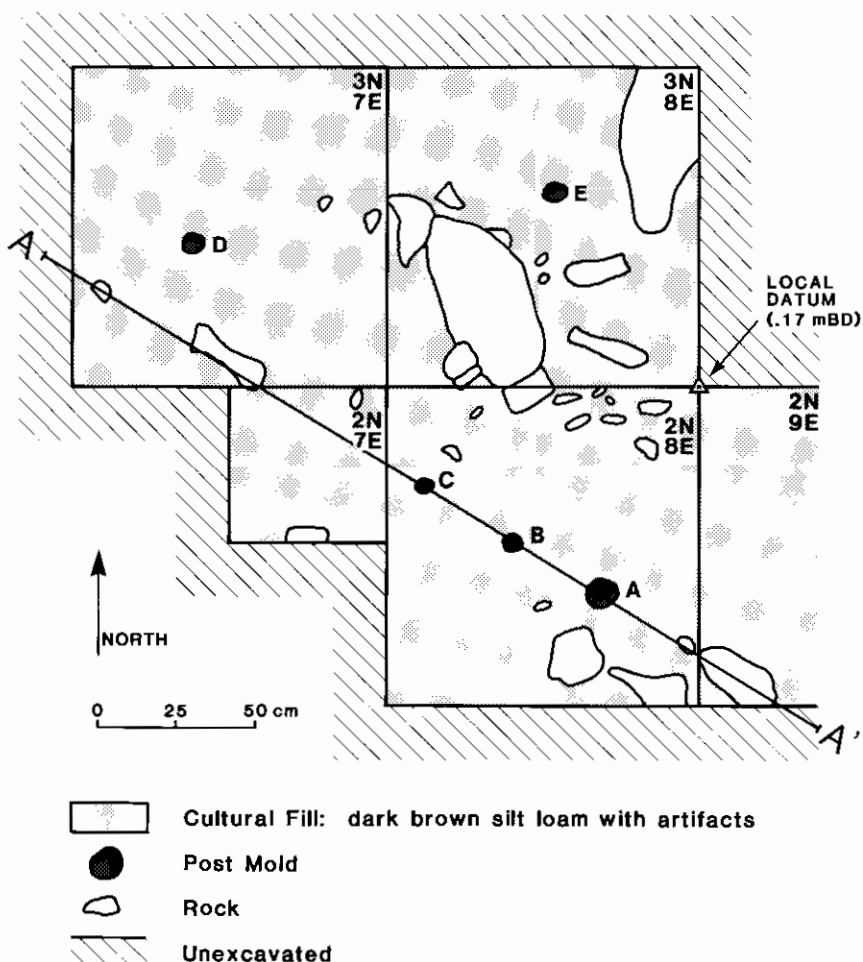 3N
7E
3N
8E
A
D
E
LOCAL
DATUM
(.17 mBD)
2N
7E
2N
8E
2N
9E
C
B
A
NORTH
0 25 50 cm
A'
Cultural Fill: dark brown silt loam with artifacts
Post Mold
Rock
Unexcavated